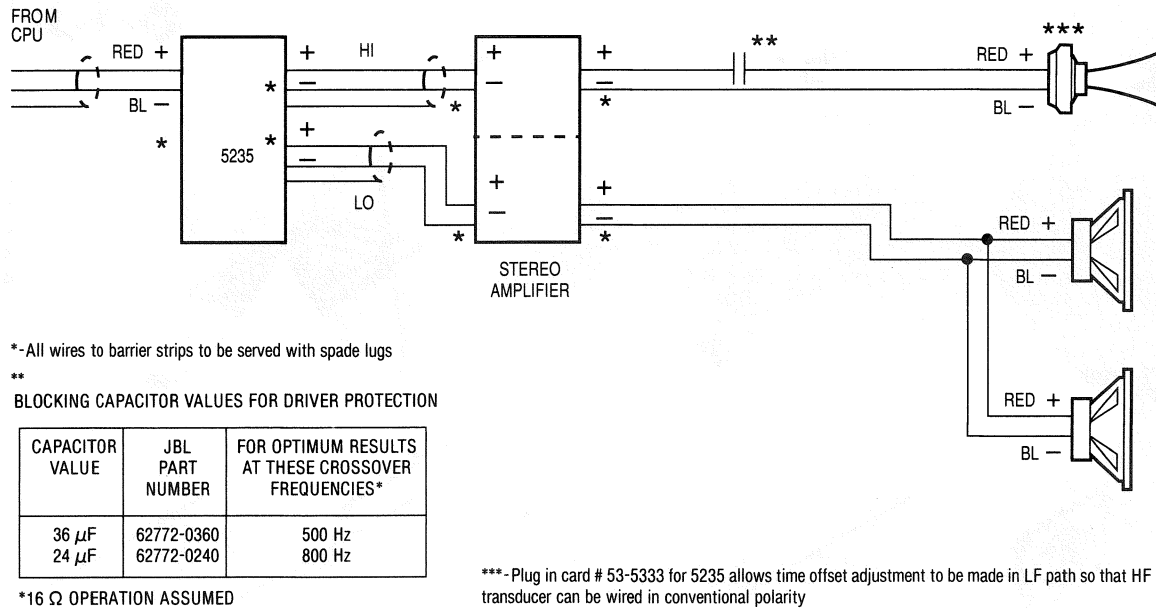 FROM
CPU
RED +
BL –
*
5235
*
*
+
–
HI
*
+
–
LO
*
+
–
+
–
STEREO
AMPLIFIER
+
–
*
+
–
*
**
***
RED +
BL –
RED +
BL –
RED +
BL –
*-All wires to barrier strips to be served with spade lugs
**
BLOCKING CAPACITOR VALUES FOR DRIVER PROTECTION
CAPACITOR VALUE
JBL PART NUMBER
FOR OPTIMUM RESULTS AT THESE CROSSOVER FREQUENCIES*
36 µF 62772-0360 500 Hz
24 µF 62772-0240 800 Hz
*16 Ω OPERATION ASSUMED
***-Plug in card # 53-5333 for 5235 allows time offset adjustment to be made in LF path so that HF
transducer can be wired in conventional polarity